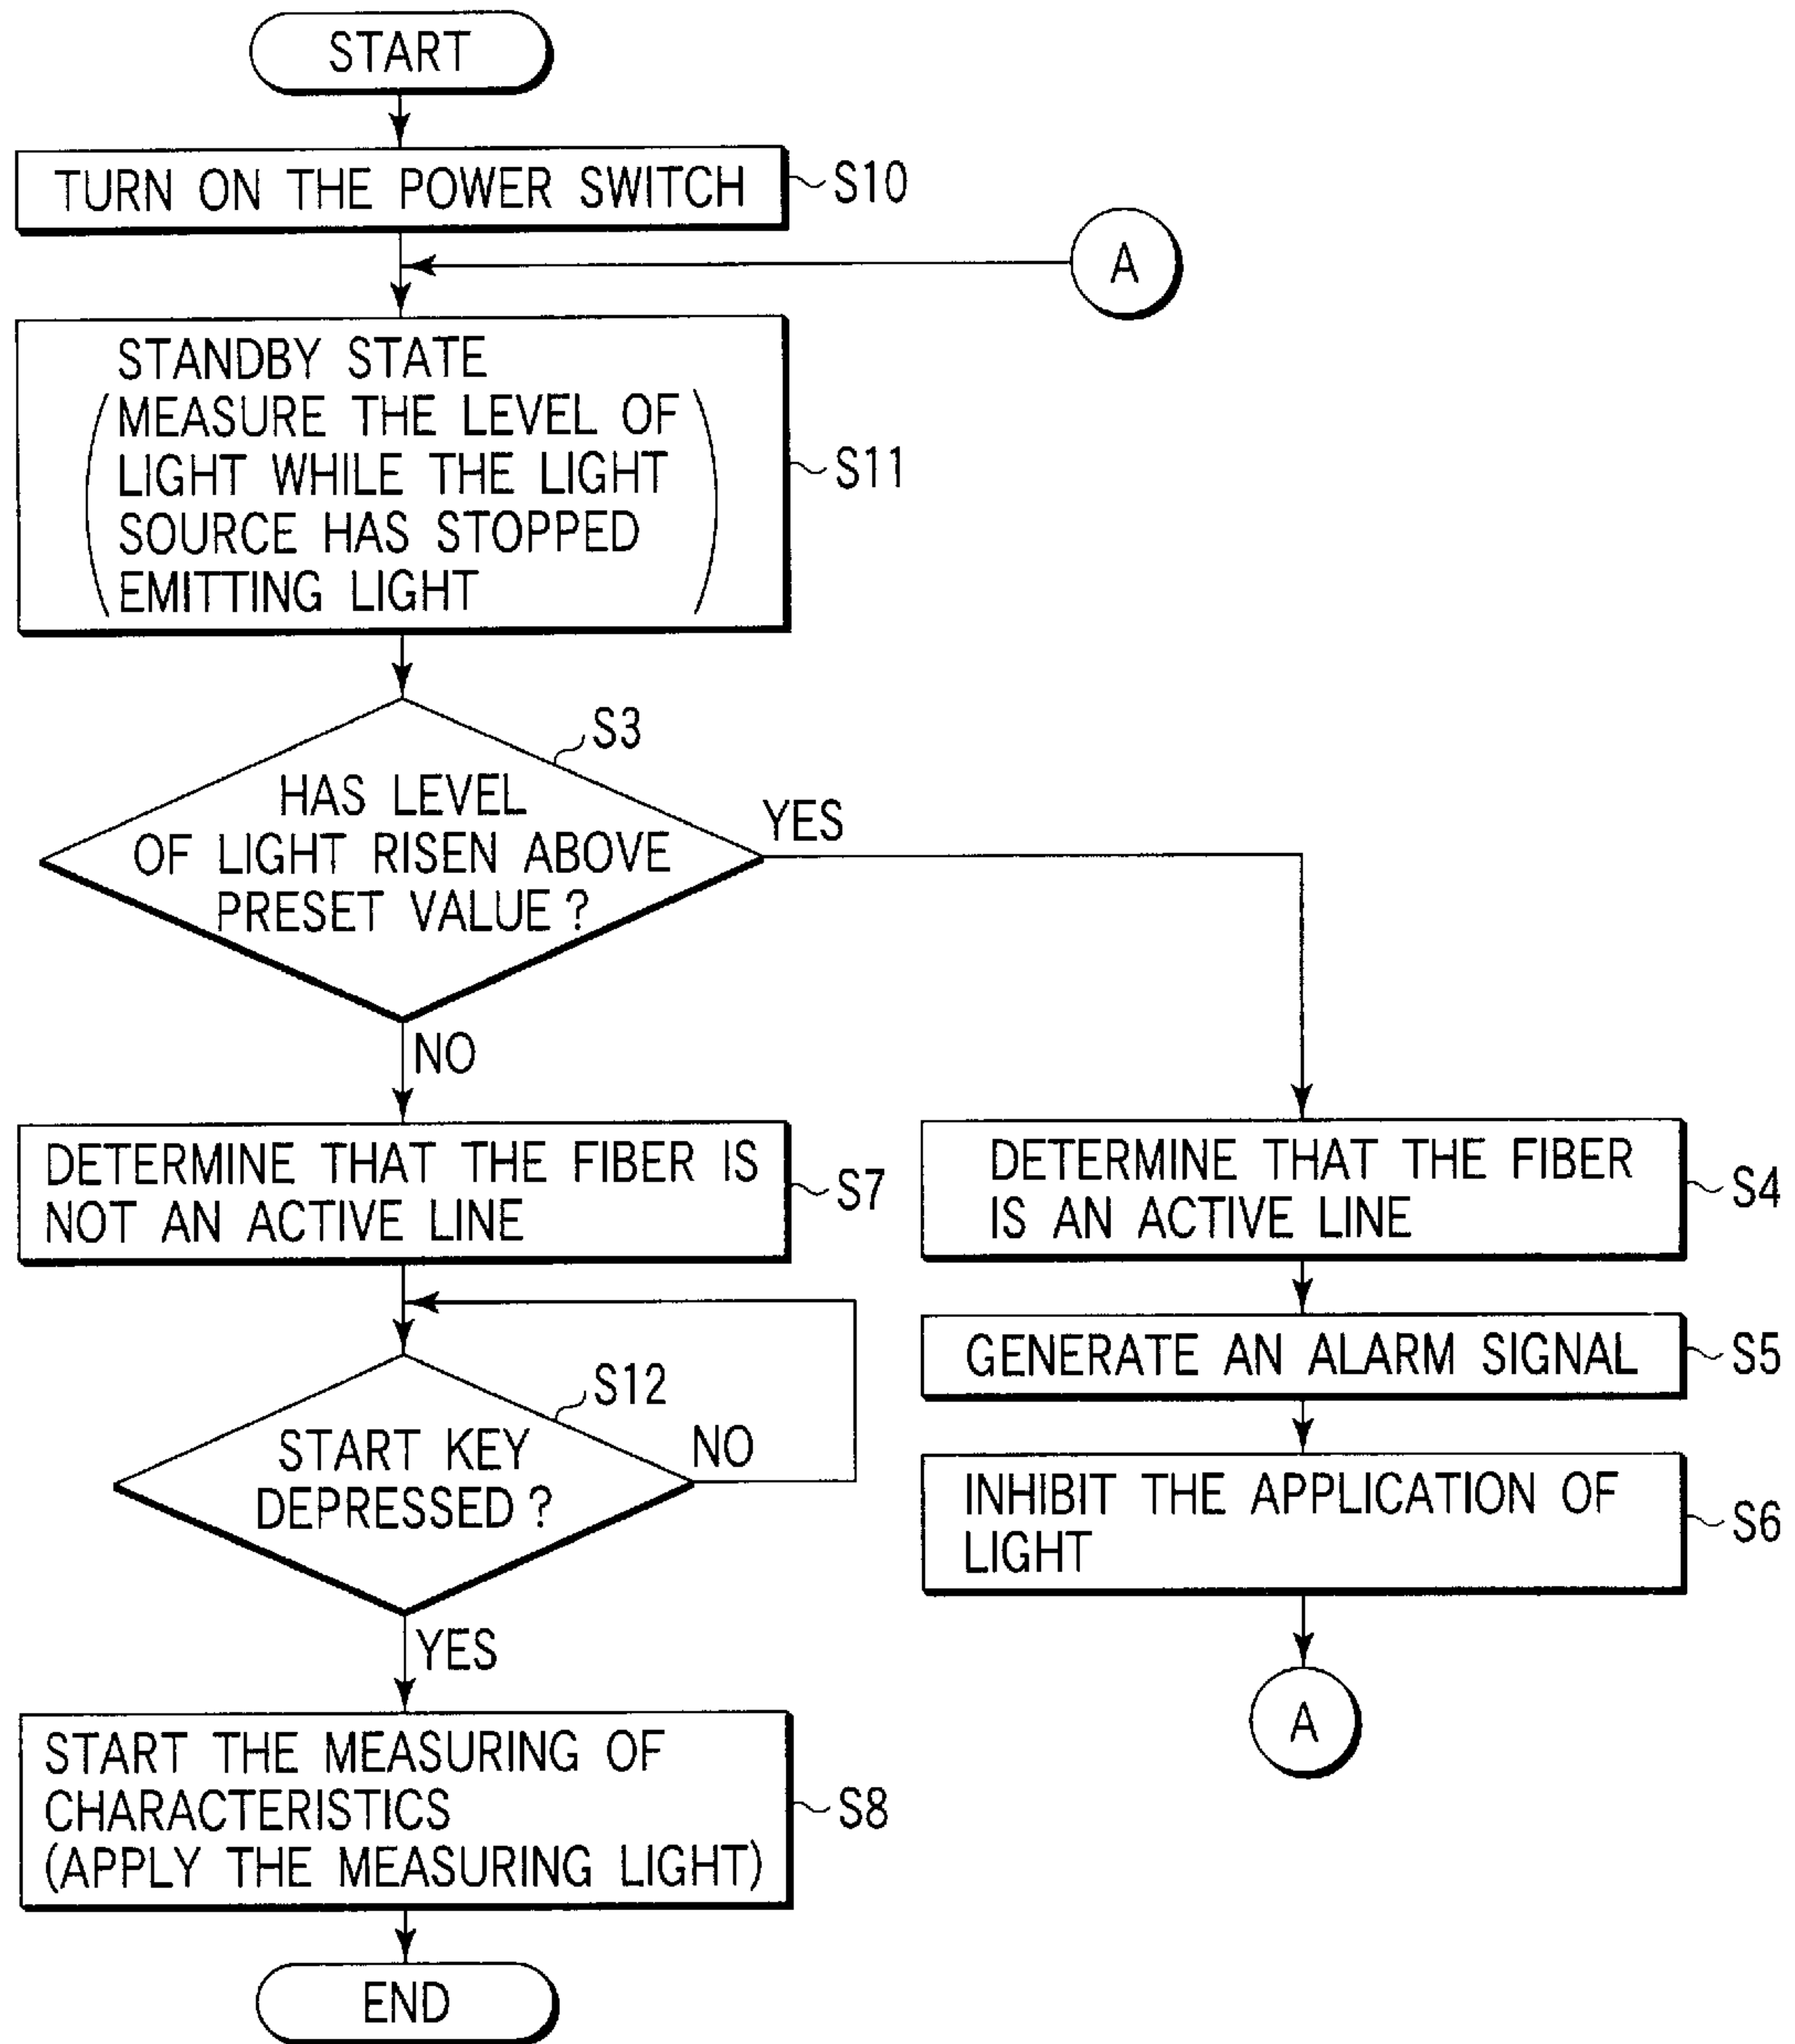 START
TURN ON THE POWER SWITCH
S10
A
STANDBY STATE
(MEASURE THE LEVEL OF
LIGHT WHILE THE LIGHT
SOURCE HAS STOPPED
EMITTING LIGHT)
S11
S3
HAS LEVEL
OF LIGHT RISEN ABOVE
PRESET VALUE?
YES
NO
DETERMINE THAT THE FIBER IS
NOT AN ACTIVE LINE
S7
DETERMINE THAT THE FIBER
IS AN ACTIVE LINE
S4
GENERATE AN ALARM SIGNAL
S5
S12
START KEY
DEPRESSED?
NO
INHIBIT THE APPLICATION OF
LIGHT
S6
YES
A
START THE MEASURING OF
CHARACTERISTICS
(APPLY THE MEASURING LIGHT)
S8
END